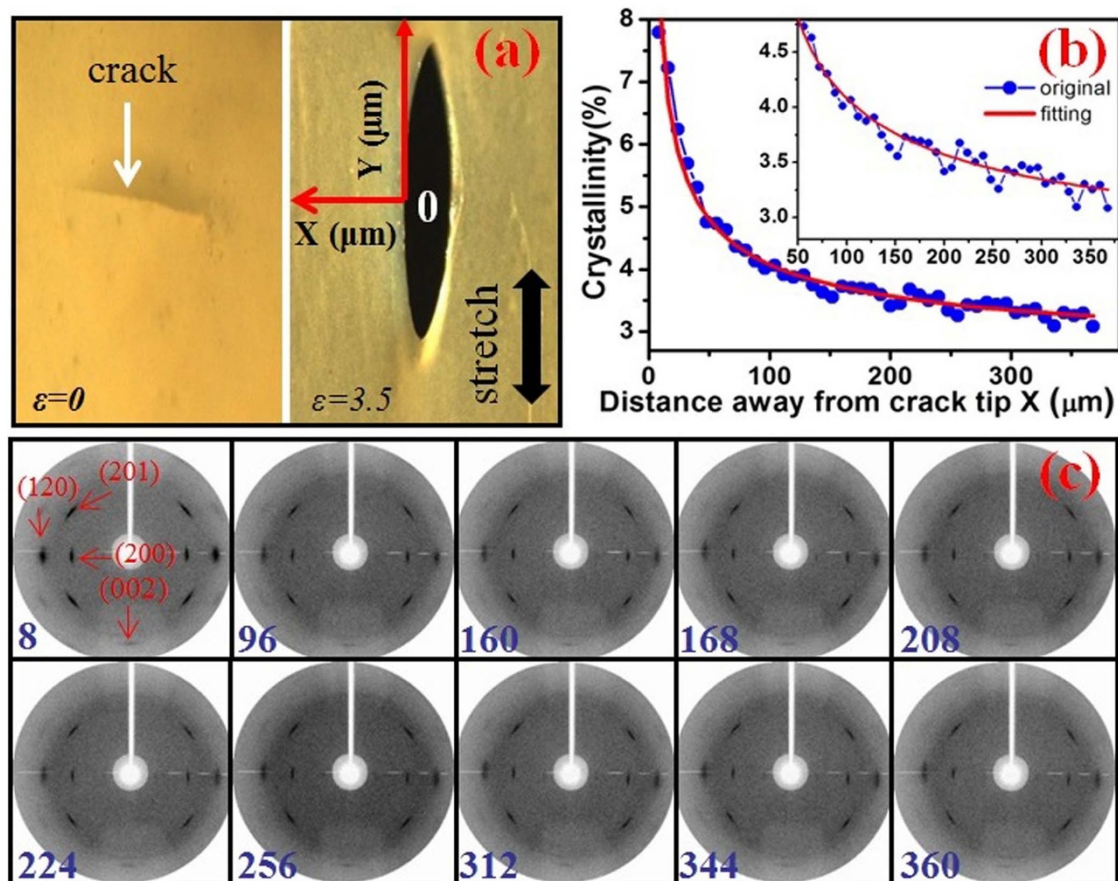 crack
ε=0
(a)
Y (μm)
X (μm)
0
stretch
ε=3.5
(b)
Crystallinity(%)
8
7
6
5
4
3
0
100
200
300
Distance away from crack tip X (μm)
4.5
4.0
3.5
3.0
50
100
150
200
250
300
350
original
fitting
(c)
(120)
(201)
(200)
(002)
8
96
160
168
208
224
256
312
344
360